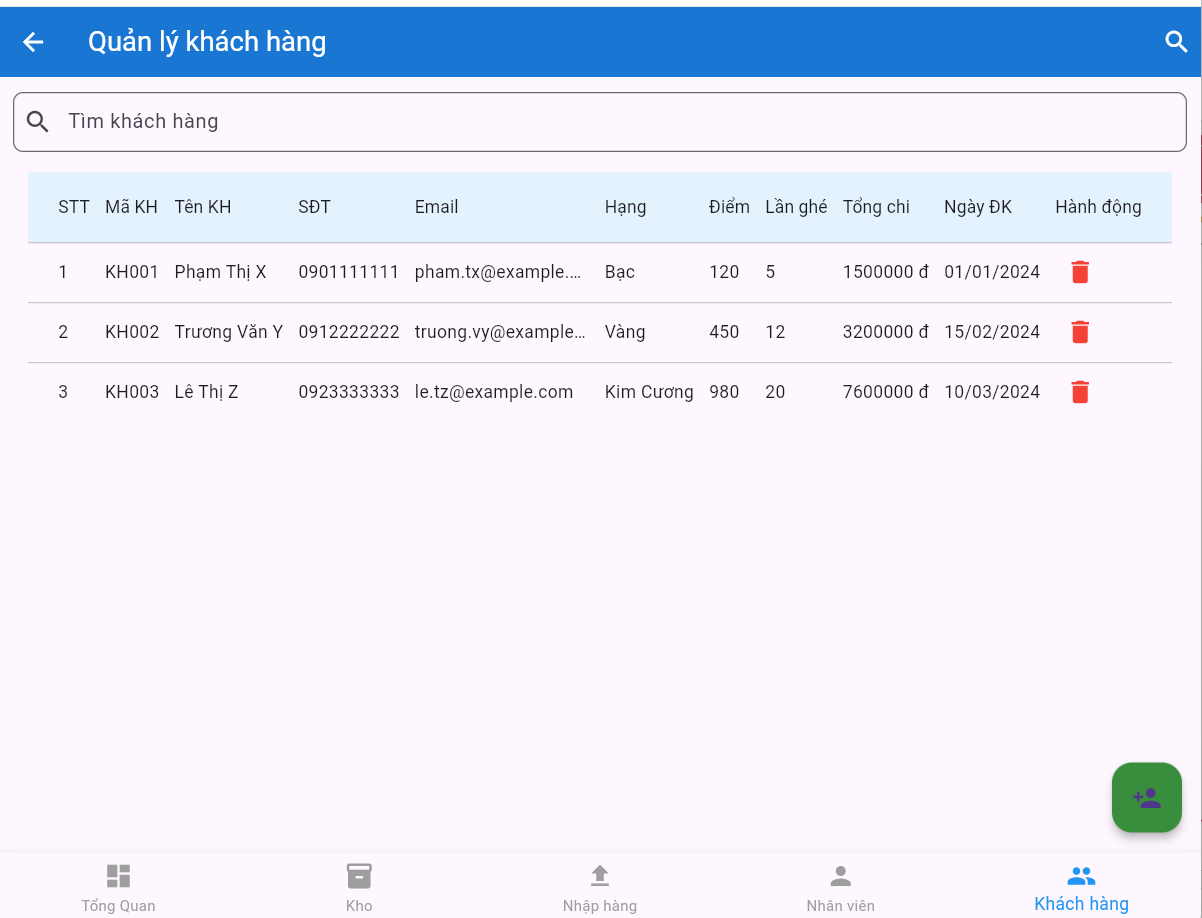 Quản lý khách hàng
Tìm khách hàng
STT Mã KH Tên KH SĐT Email Hạng Điểm Lần ghé Tổng chi Ngày ĐK Hành động
1 KH001 Phạm Thị X 0901111111 pham.tx@example.... Bạc 120 5 1500000 đ 01/01/2024
2 KH002 Trương Văn Y 0912222222 truong.vy@example... Vàng 450 12 3200000 đ 15/02/2024
3 KH003 Lê Thị Z 0923333333 le.tz@example.com Kim Cương 980 20 7600000 đ 10/03/2024
Tổng Quan Kho Nhập hàng Nhân viên Khách hàng